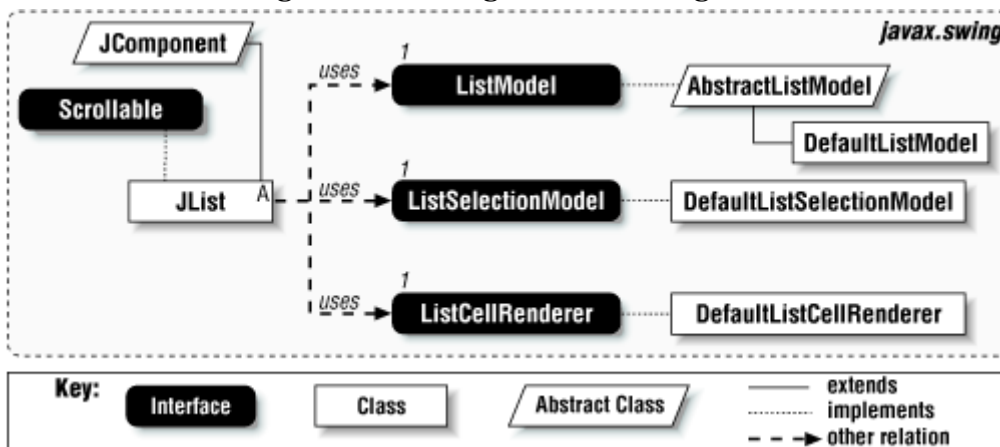 javax.swing
JComponent
Scrollable
JList
A
uses
1
ListModel
AbstractListModel
DefaultListModel
uses
1
ListSelectionModel
DefaultListSelectionModel
uses
1
ListCellRenderer
DefaultListCellRenderer
Key:
Interface
Class
Abstract Class
extends
implements
other relation